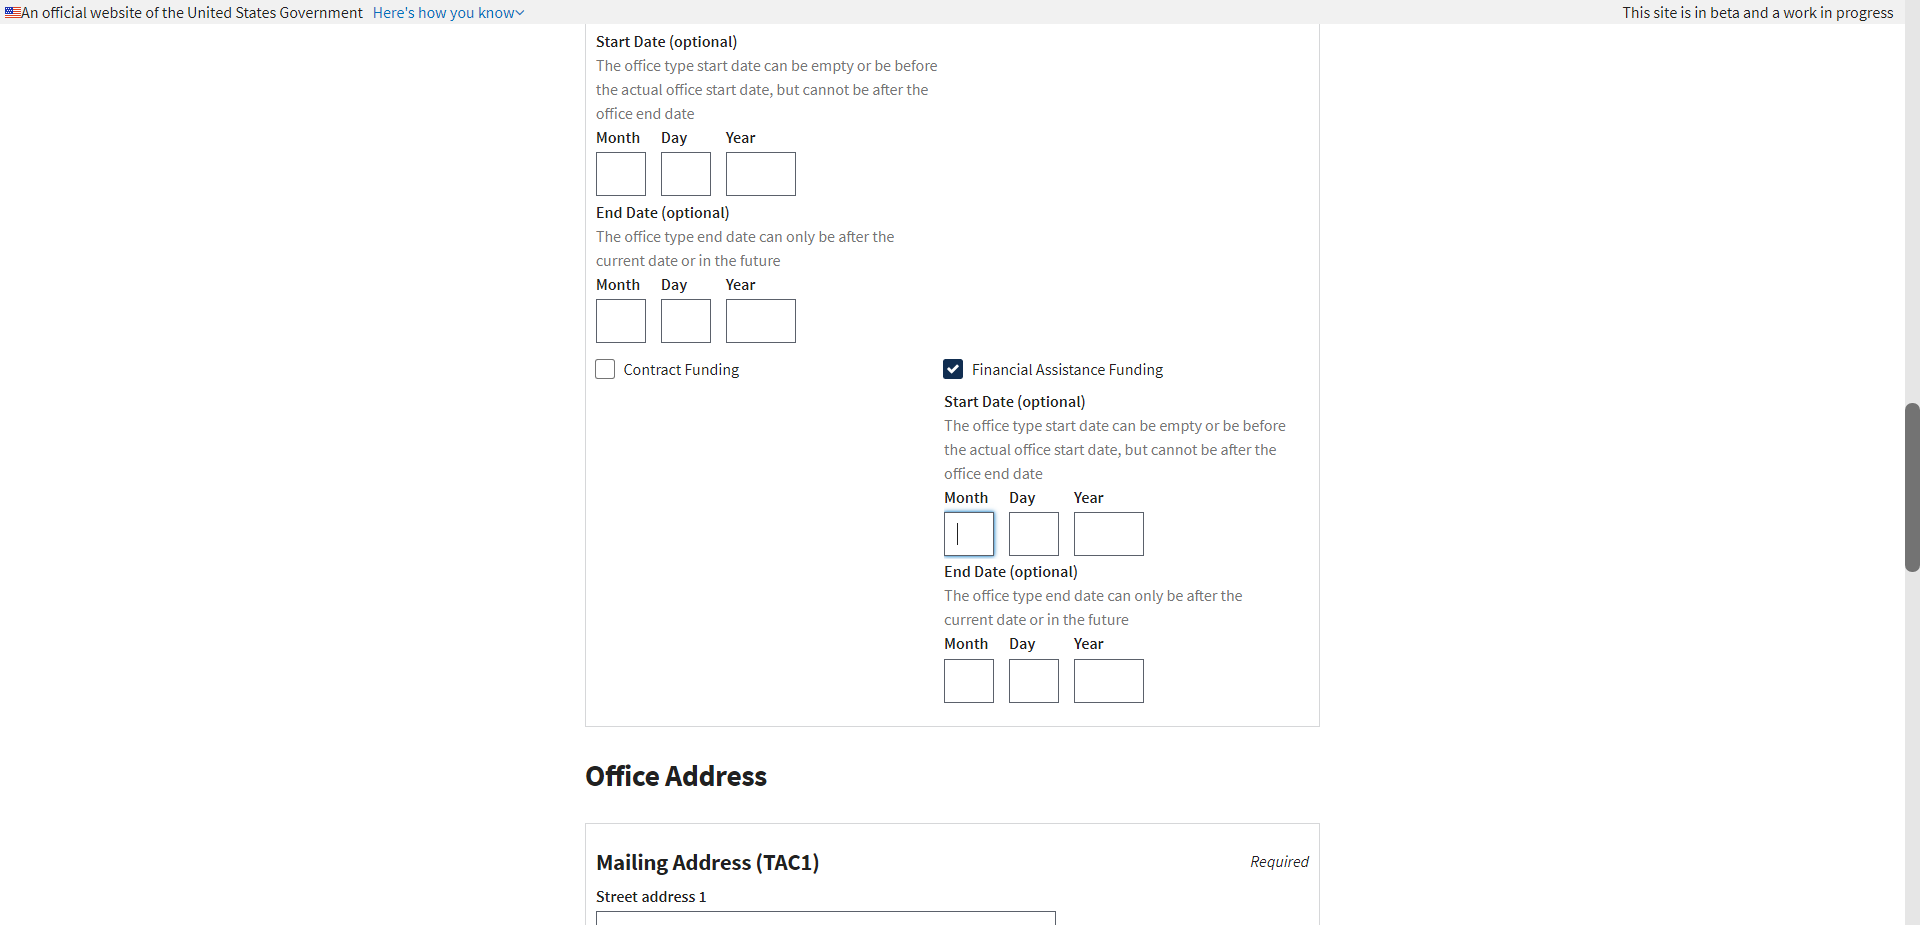 An official website of the United States Government Here's how you know
This site is in beta and a work in progress
Start Date (optional)
The office type start date can be empty or be before
the actual office start date, but cannot be after the
office end date
Month Day Year
End Date (optional)
The office type end date can only be after the
current date or in the future
Month Day Year
Contract Funding
Financial Assistance Funding
Start Date (optional)
The office type start date can be empty or be before
the actual office start date, but cannot be after the
office end date
Month Day Year
End Date (optional)
The office type end date can only be after the
current date or in the future
Month Day Year
Office Address
Mailing Address (TAC1)
Required
Street address 1